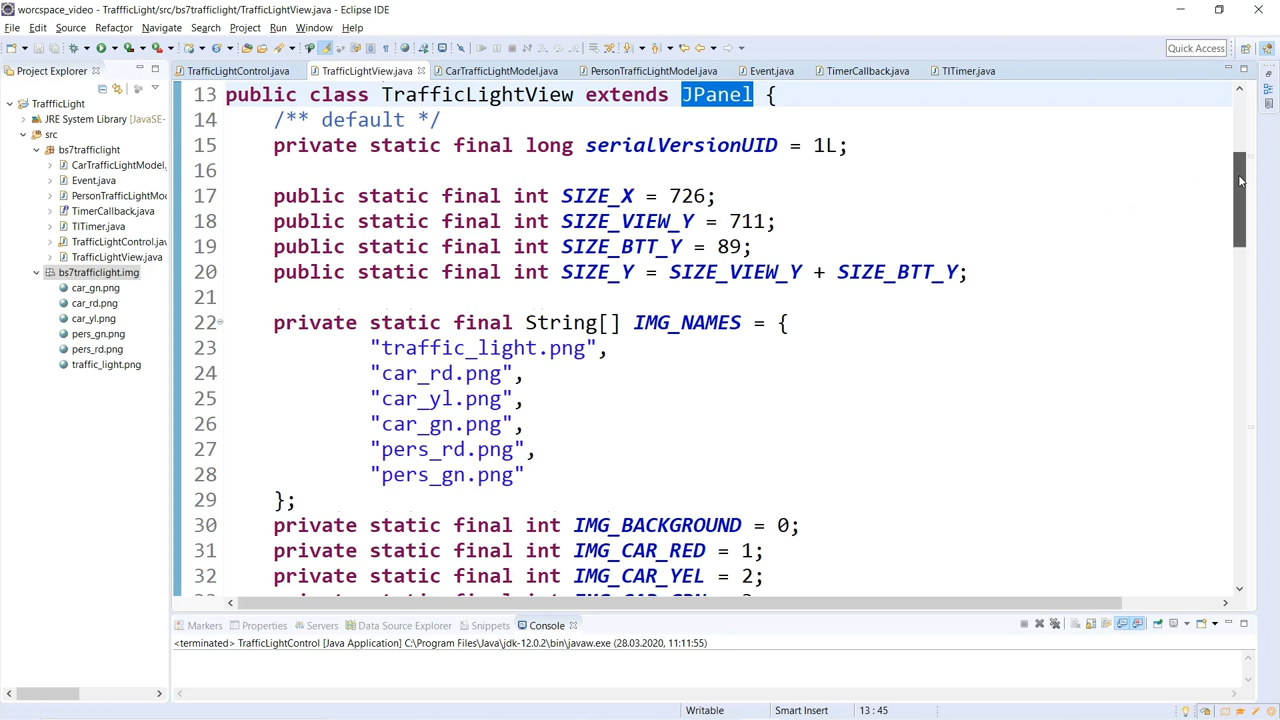 worcspace_video - TraffficLight/src/bs7trafficlight/TrafficLightView.java - Eclipse IDE
File Edit Source Refactor Navigate Search Project Run Window Help
Quick Access
Project Explorer
TrafficLightControl.java TrafficLightView.java CarTrafficLightModel.java PersonTrafficLightModel.java Event.java TimerCallback.java TlTimer.java
TraffficLight
JRE System Library [JavaSE-
src
bs7trafficlight
CarTrafficLightModel.
Event.java
PersonTrafficLightMo
TimerCallback.java
TlTimer.java
TrafficLightControl.jav
TrafficLightView.java
bs7trafficlight.img
car_gn.png
car_rd.png
car_yl.png
pers_gn.png
pers_rd.png
traffic_light.png
13 public class TrafficLightView extends JPanel {
14 /** default */
15 private static final long serialVersionUID = 1L;
16
17 public static final int SIZE_X = 726;
18 public static final int SIZE_VIEW_Y = 711;
19 public static final int SIZE_BTT_Y = 89;
20 public static final int SIZE_Y = SIZE_VIEW_Y + SIZE_BTT_Y;
21
22 private static final String[] IMG_NAMES = {
23 "traffic_light.png",
24 "car_rd.png",
25 "car_yl.png",
26 "car_gn.png",
27 "pers_rd.png",
28 "pers_gn.png"
29 };
30 private static final int IMG_BACKGROUND = 0;
31 private static final int IMG_CAR_RED = 1;
32 private static final int IMG_CAR_YEL = 2;
Markers Properties Servers Data Source Explorer Snippets Console
<terminated> TrafficLightControl [Java Application] C:\Program Files\Java\jdk-12.0.2\bin\javaw.exe (28.03.2020, 11:11:55)
Writable Smart Insert 13 : 45